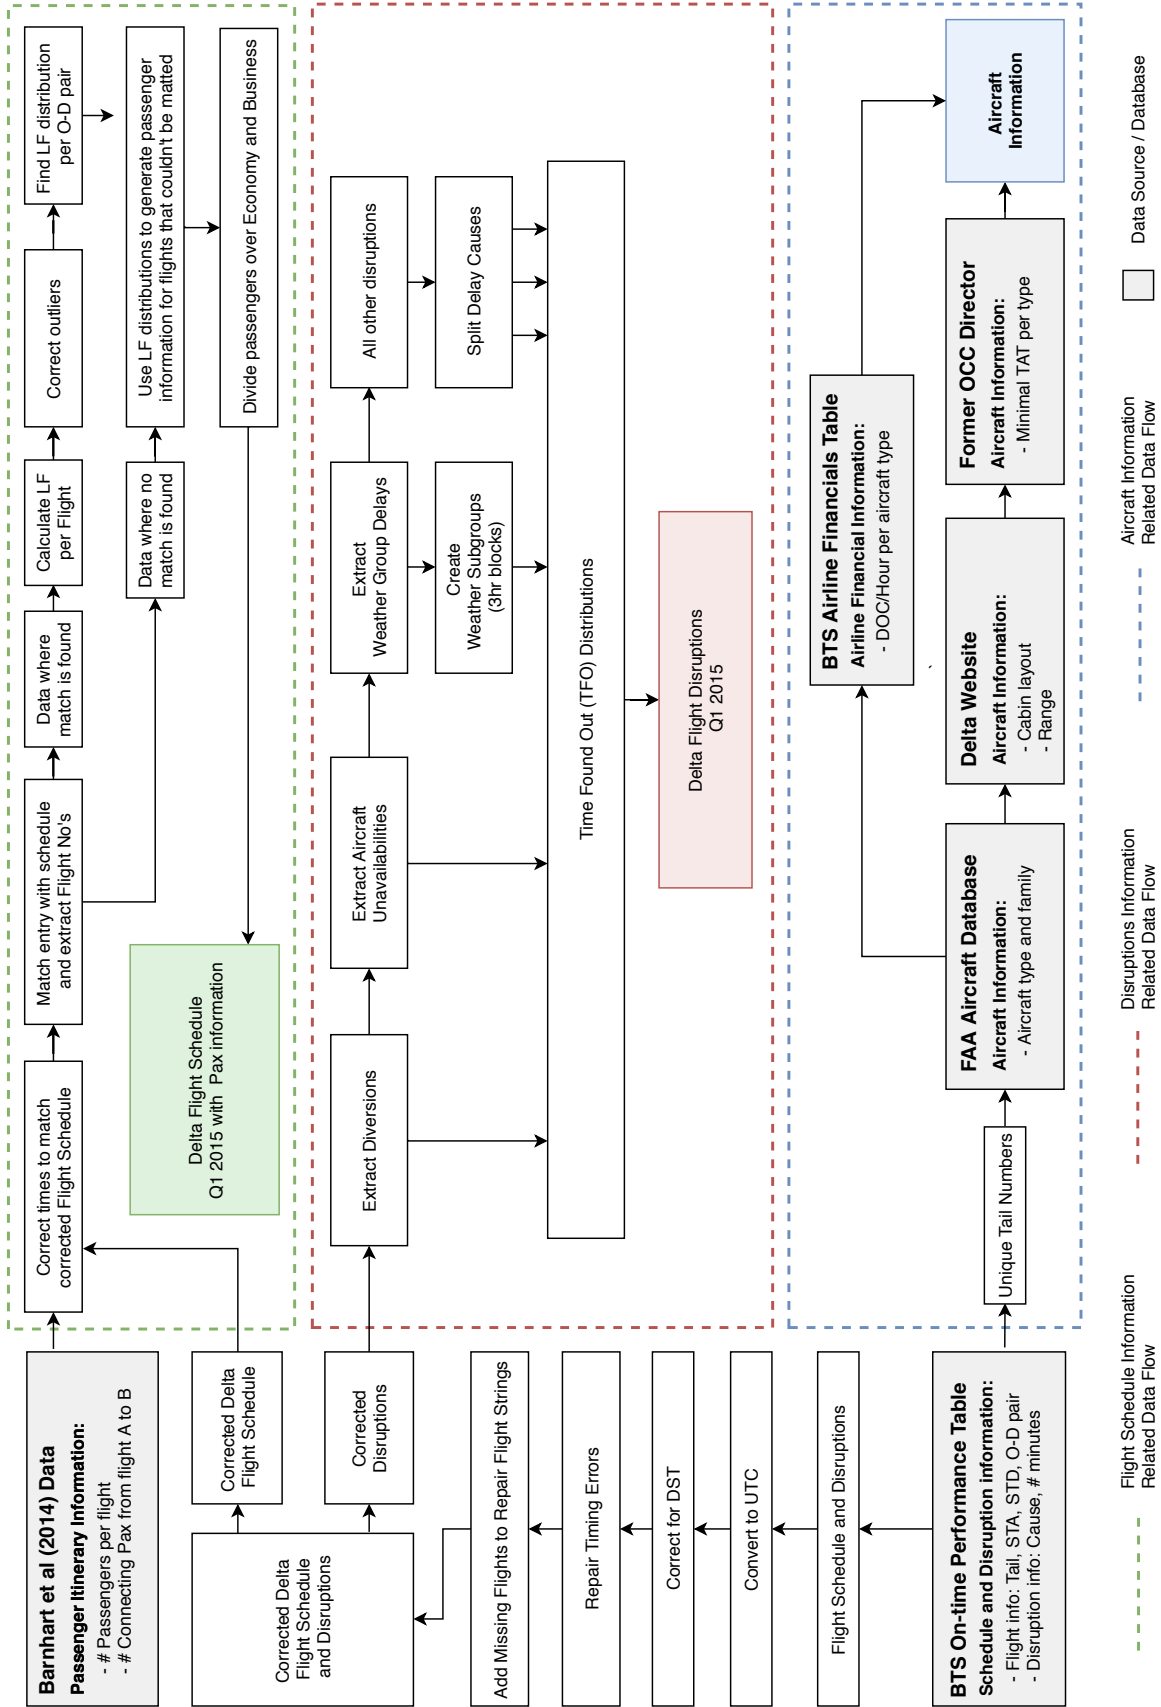 Barnhart et al (2014) Data
Passenger Itinerary Information:
- # Passengers per flight
- # Connecting Pax from flight A to B
Correct times to match
corrected Flight Schedule
Match entry with schedule
and extract Flight No's
Data where
match is found
Calculate LF
per Flight
Correct outliers
Find LF distribution
per O-D pair
Data where no
match is found
Use LF distributions to generate passenger
information for flights that couldn't be matted
Divide passengers over Economy and Business
Delta Flight Schedule
Q1 2015 with  Pax information
Corrected Delta
Flight Schedule
Corrected Delta
Flight Schedule
and Disruptions
Corrected
Disruptions
Extract Diversions
Extract Aircraft
Unavailabilities
Extract
Weather Group Delays
All other disruptions
Create
Weather Subgroups
(3hr blocks)
Split Delay Causes
Time Found Out (TFO) Distributions
Delta Flight Disruptions
Q1 2015
Add Missing Flights to Repair Flight Strings
Repair Timing Errors
Correct for DST
Convert to UTC
Flight Schedule and Disruptions
BTS On-time Performance Table
Schedule and Disruption information:
- Flight info: Tail, STA, STD, O-D pair
- Disruption info: Cause, # minutes
Unique Tail Numbers
FAA Aircraft Database
Aircraft Information:
- Aircraft type and family
BTS Airline Financials Table
Airline Financial Information:
- DOC/Hour per aircraft type
Delta Website
Aircraft Information:
- Cabin layout
- Range
Former OCC Director
Aircraft Information:
- Minimal TAT per type
Aircraft
Information
Flight Schedule Information
Related Data Flow
Disruptions Information
Related Data Flow
Aircraft Information
Related Data Flow
Data Source / Database